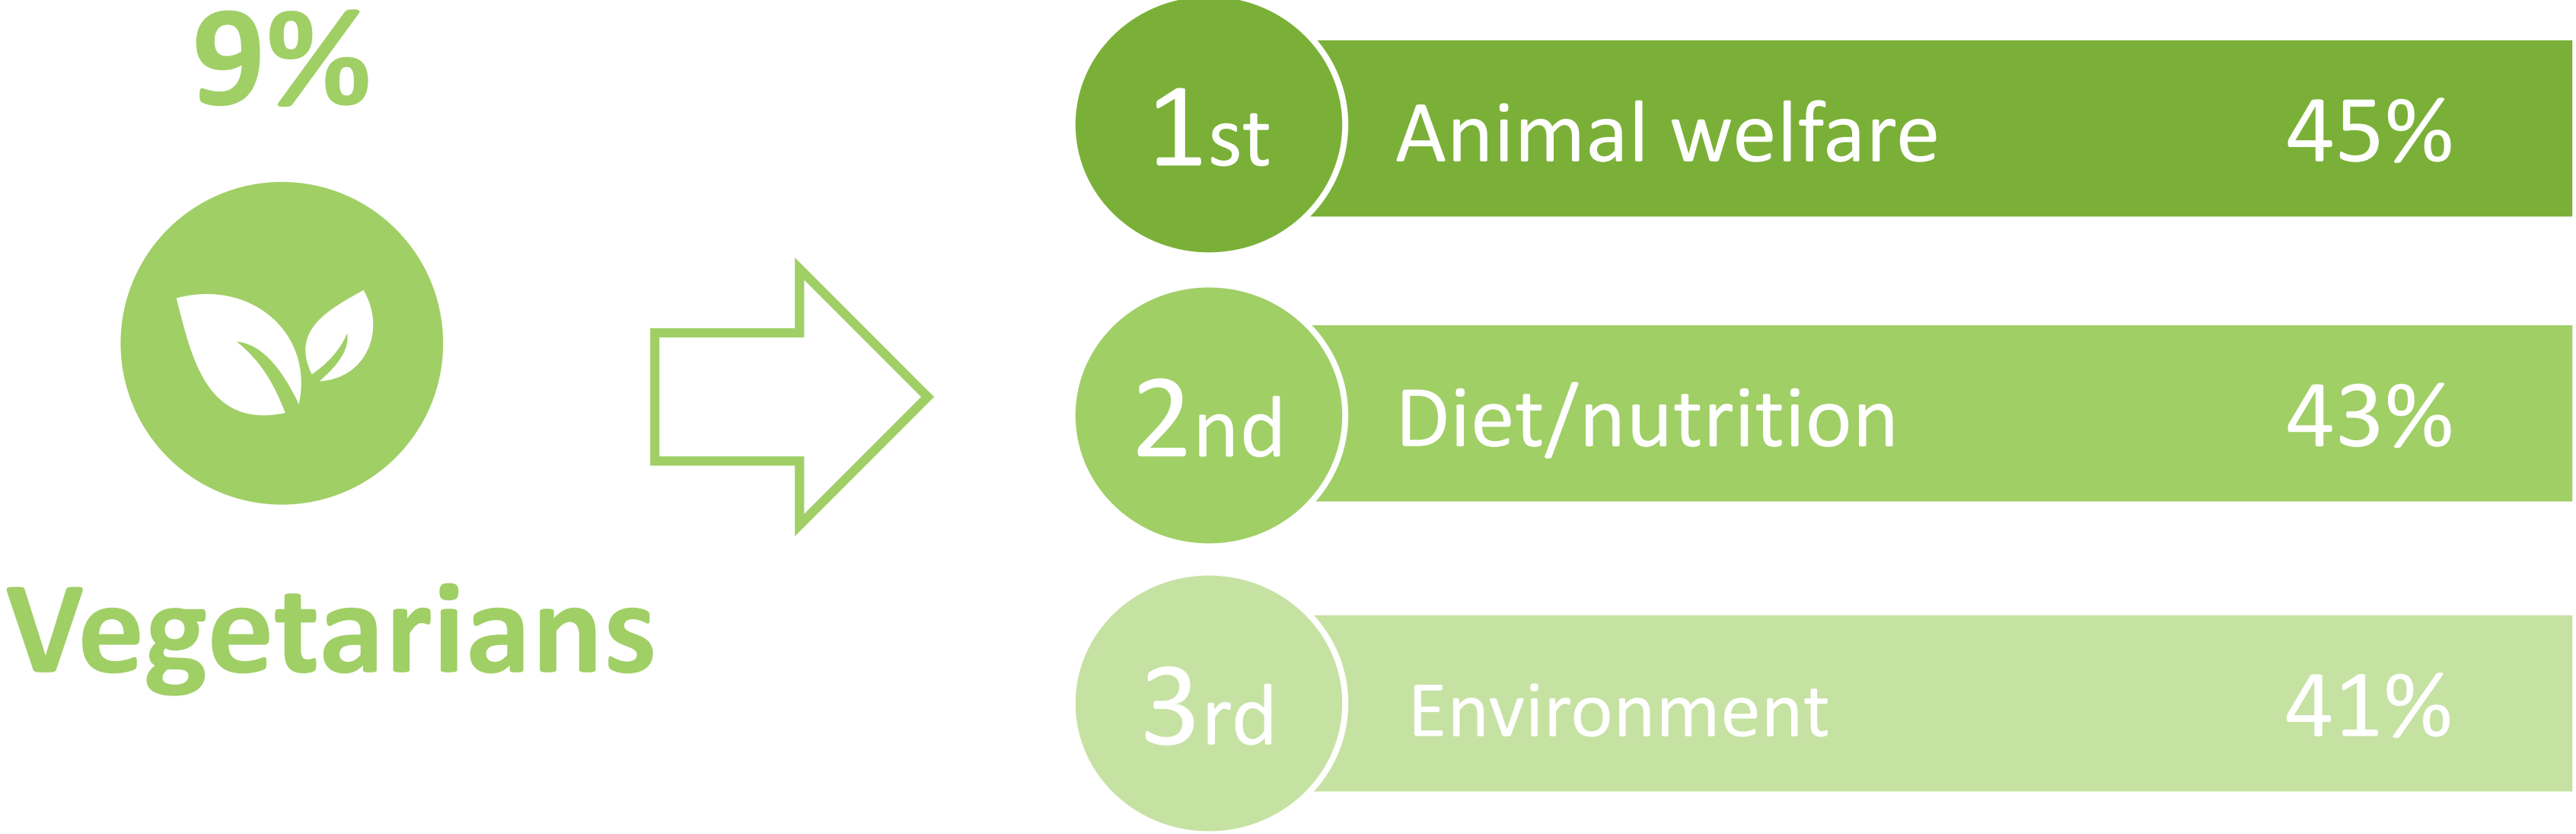 9%
Vegetarians
1st Animal welfare 45%
2nd Diet/nutrition 43%
3rd Environment 41%